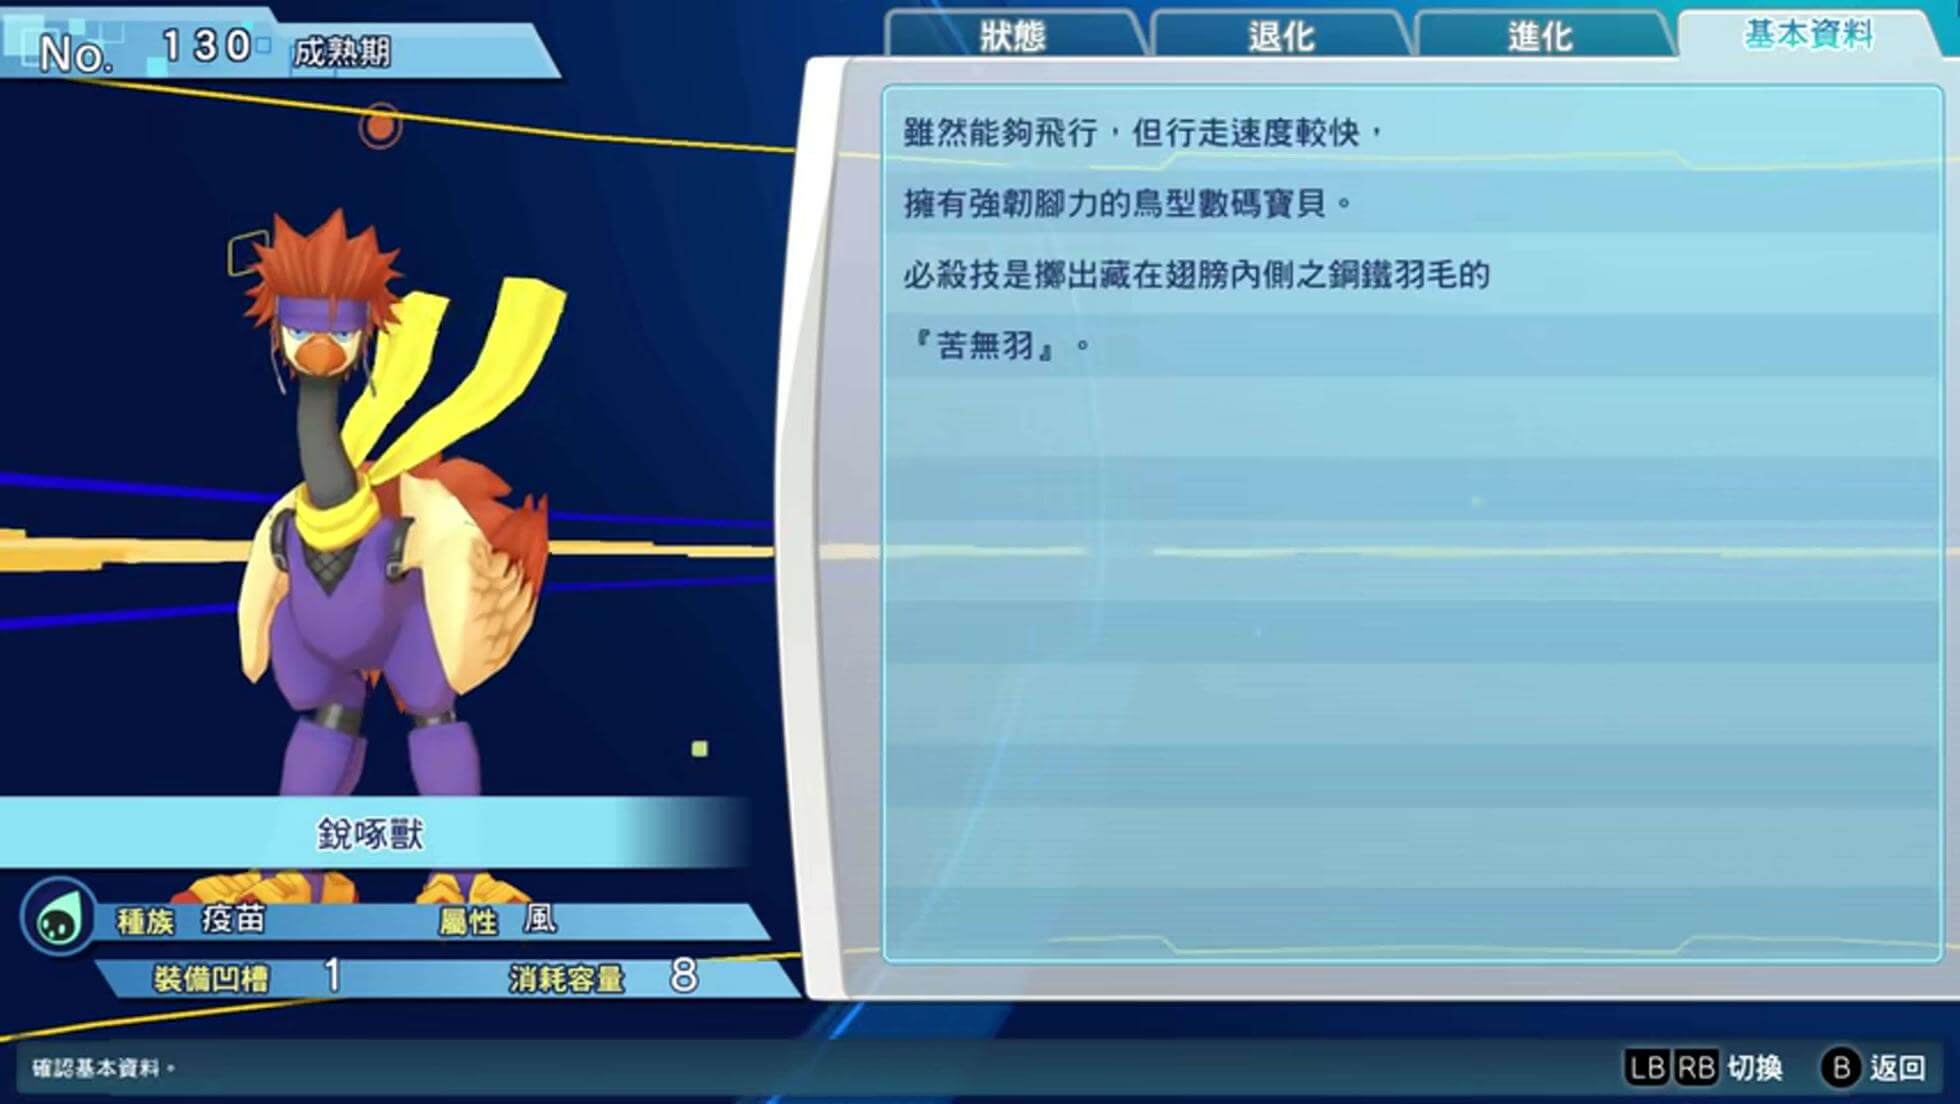 No. 130 成熟期
狀態
退化
進化
基本資料
雖然能夠飛行，但行走速度較快，
擁有強韌腳力的鳥型數碼寶貝。
必殺技是擲出藏在翅膀內側之鋼鐵羽毛的
『苦無羽』。
銳啄獸
種族 疫苗 屬性 風
裝備凹槽 1 消耗容量 8
確認基本資料。
LB RB 切換 B 返回